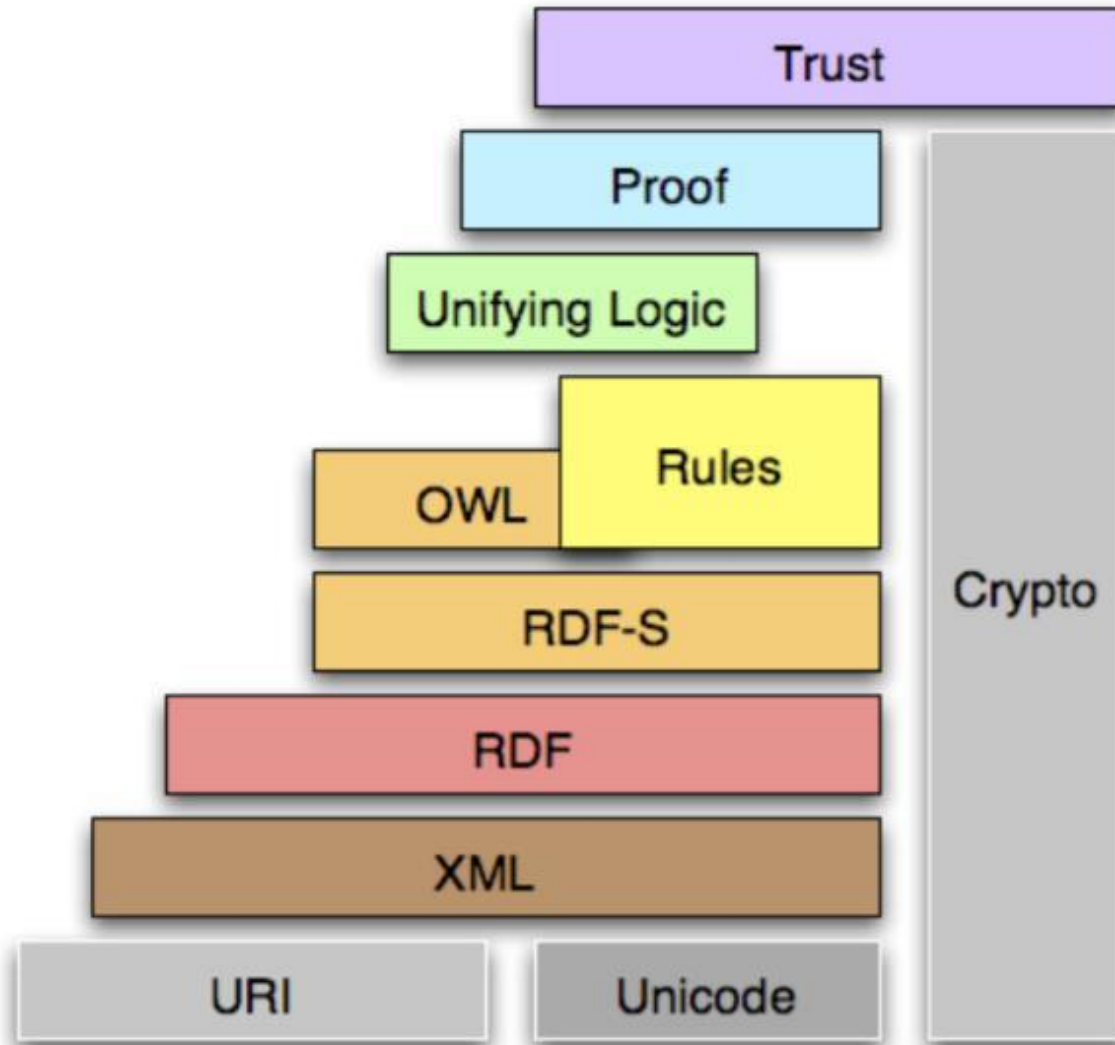 Trust
Proof
Unifying Logic
Rules
OWL
RDF-S
Crypto
RDF
XML
URI
Unicode